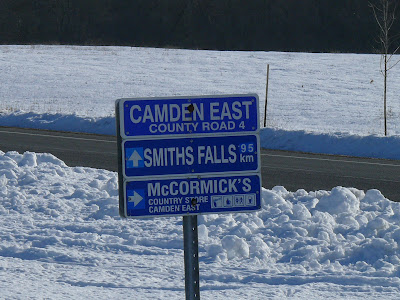 CAMDEN EAST
COUNTY ROAD 4
SMITHS FALLS 95
KM
McCORMICK'S
COUNTRY STORE
CAMDEN EAST